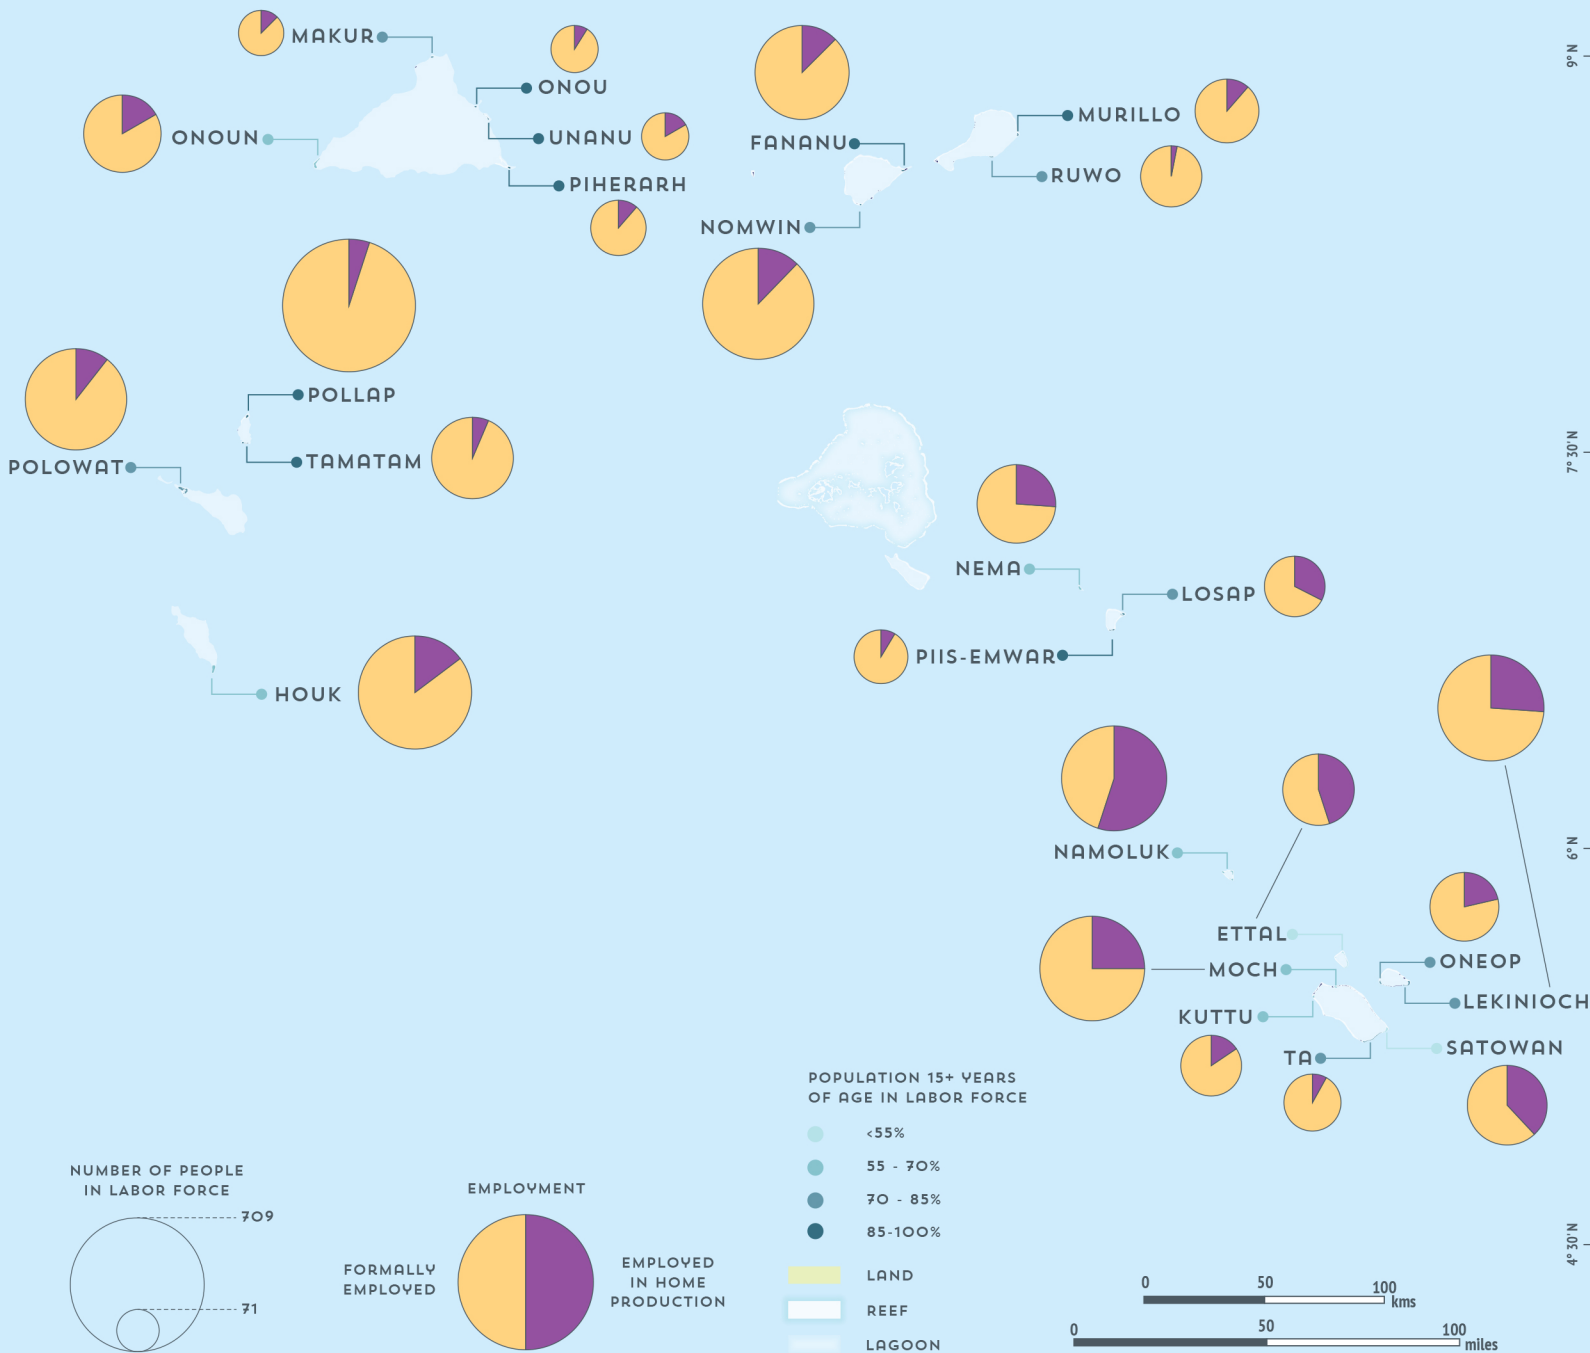 MAKUR
ONOU
ONOUN
UNANU
PIHERARH
FANANU
MURILLO
RUWO
NOMWIN
9°N
POLLAP
POLOWAT
TAMATAM
7°30'N
NEMA
LOSAP
PIIS-EMWAR
HOUK
NAMOLUK
6°N
ETTAL
MOCH
ONEOP
LEKINIOCH
KUTTU
TA
SATOWAN
4°30'N
NUMBER OF PEOPLE
IN LABOR FORCE
709
71
EMPLOYMENT
FORMALLY
EMPLOYED
EMPLOYED
IN HOME
PRODUCTION
POPULATION 15+ YEARS
OF AGE IN LABOR FORCE
<55%
55 - 70%
70 - 85%
85-100%
LAND
REEF
LAGOON
0 50 100
kms
0 50 100
miles